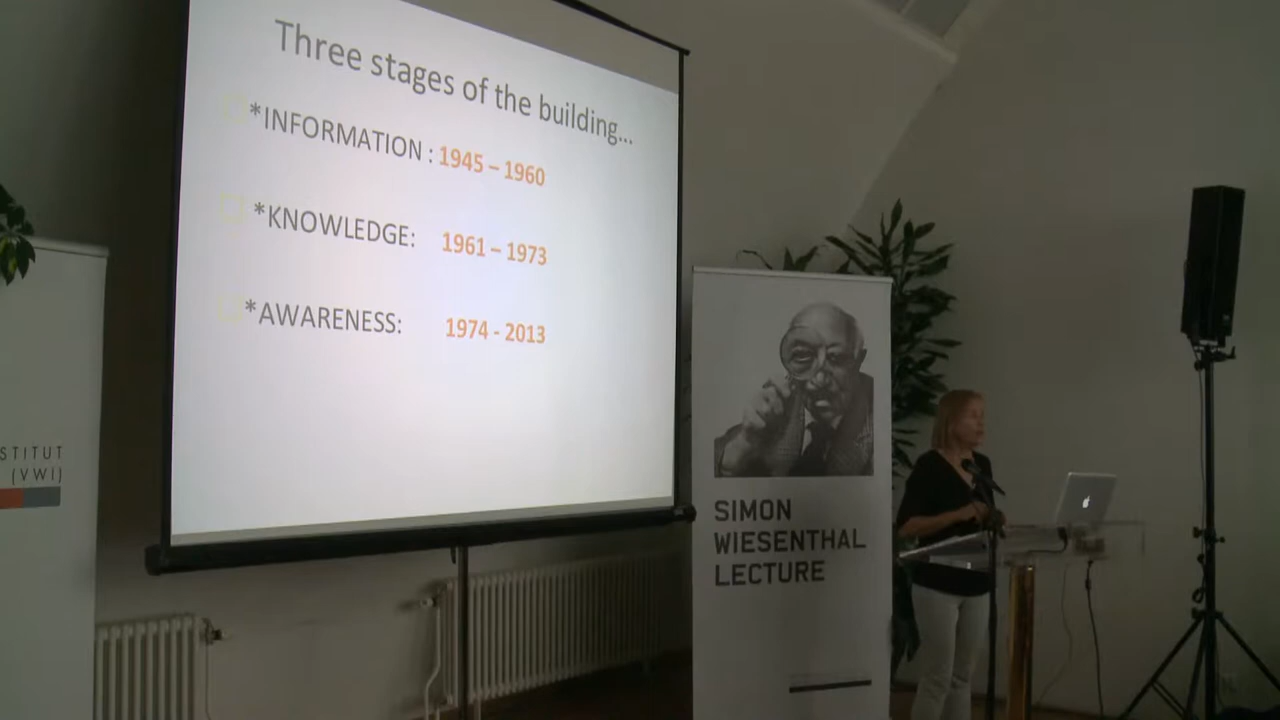 Three stages of the building...
*INFORMATION : 1945 – 1960
*KNOWLEDGE: 1961 – 1973
*AWARENESS: 1974 - 2013
STITUT
(VWI)
SIMON
WIESENTHAL
LECTURE